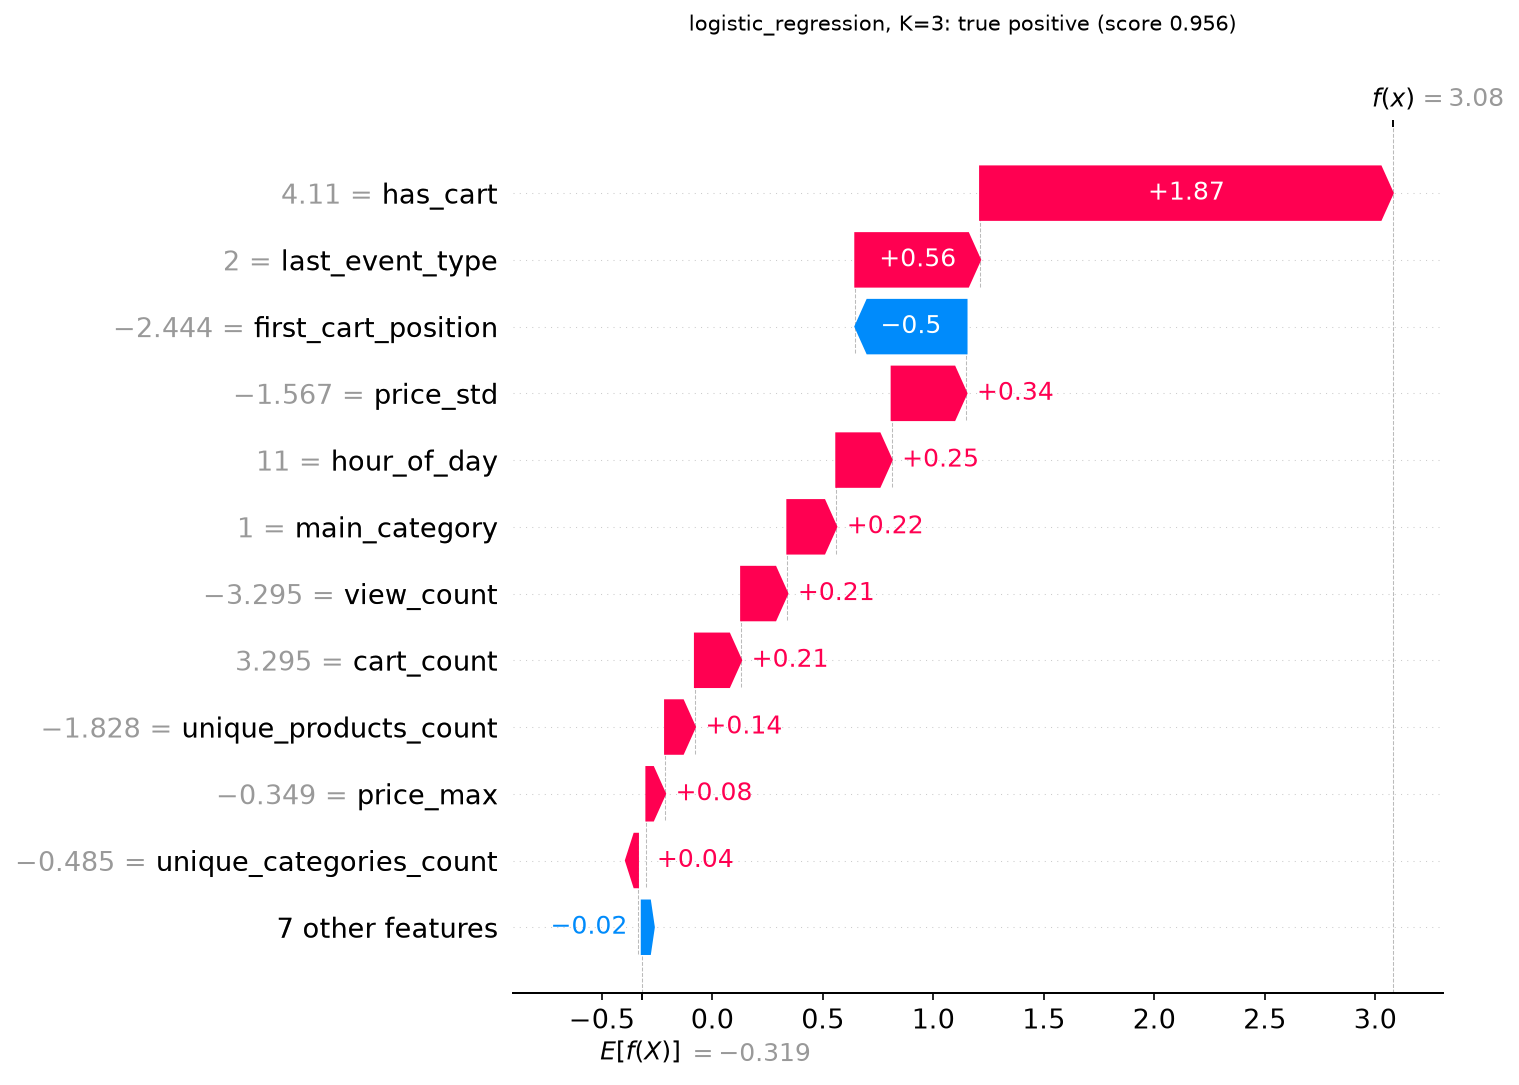 logistic_regression, K=3: true positive (score 0.956)
f(x) = 3.08
4.11 = has_cart +1.87
2 = last_event_type +0.56
−2.444 = first_cart_position −0.5
−1.567 = price_std +0.34
11 = hour_of_day +0.25
1 = main_category +0.22
−3.295 = view_count +0.21
3.295 = cart_count +0.21
−1.828 = unique_products_count +0.14
−0.349 = price_max +0.08
−0.485 = unique_categories_count +0.04
7 other features −0.02
−0.5 0.0 0.5 1.0 1.5 2.0 2.5 3.0
E[f(X)] = −0.319